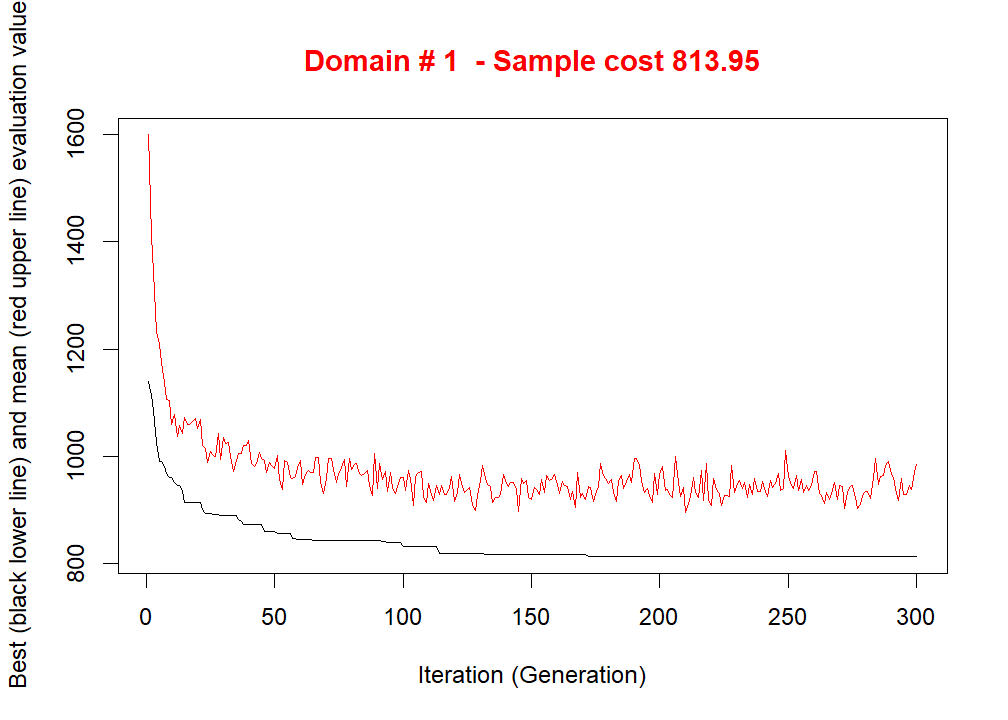 Domain # 1  - Sample cost 813.95
Best (black lower line) and mean (red upper line) evaluation value
1600
1400
1200
1000
800
0 50 100 150 200 250 300
Iteration (Generation)